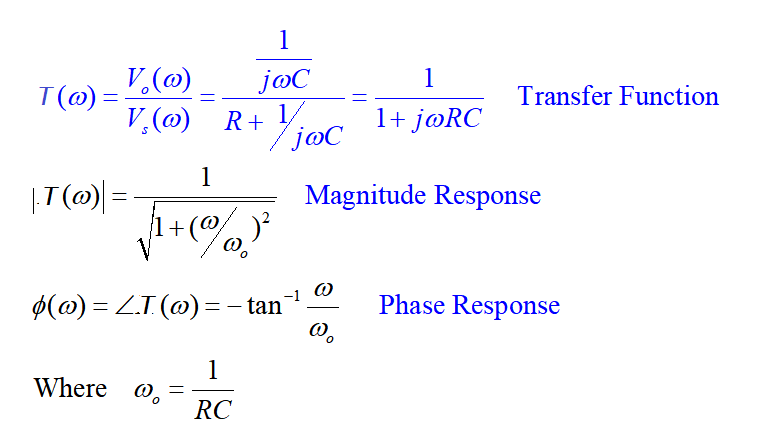 T(ω) = V_o(ω)/V_s(ω) = (1/(jωC))/(R + 1/jωC) = 1/(1 + jωRC) Transfer Function
|T(ω)| = 1/√(1 + (ω/ω_o)²) Magnitude Response
ϕ(ω) = ∠T(ω) = −tan⁻¹ ω/ω_o Phase Response
Where ω_o = 1/RC